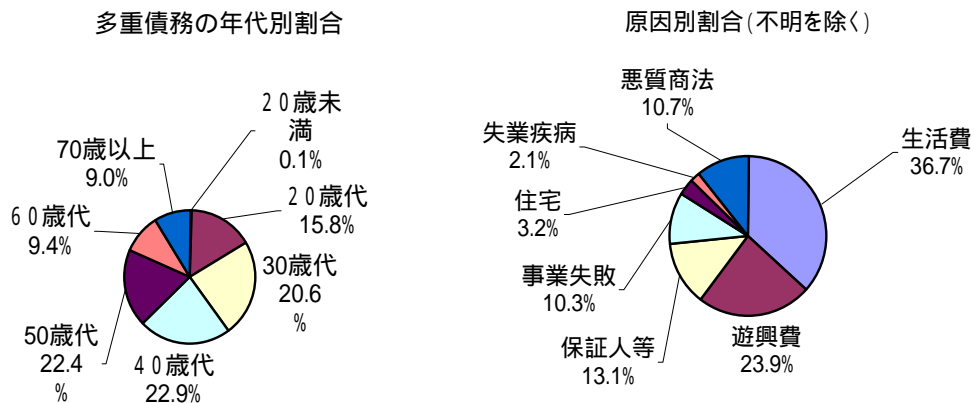 多重債務の年代別割合
20歳未
満
0.1%
20歳代
15.8%
30歳代
20.6
%
40歳代
22.9%
50歳代
22.4
%
60歳代
9.4%
70歳以上
9.0%
原因別割合(不明を除く)
生活費
36.7%
遊興費
23.9%
保証人等
13.1%
事業失敗
10.3%
住宅
3.2%
失業疾病
2.1%
悪質商法
10.7%